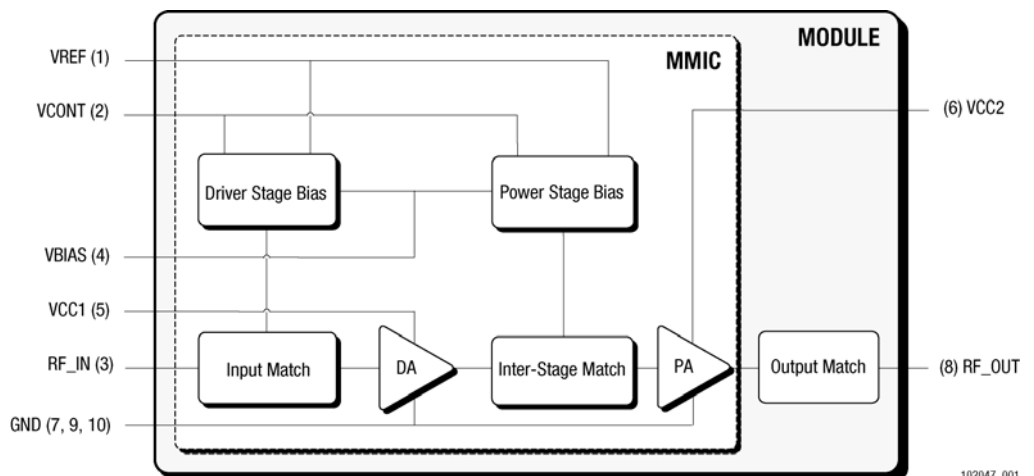 MODULE
MMIC
VREF (1)
VCONT (2)
(6) VCC2
Driver Stage Bias
Power Stage Bias
VBIAS (4)
VCC1 (5)
RF_IN (3)
Input Match
DA
Inter-Stage Match
PA
Output Match
(8) RF_OUT
GND (7, 9, 10)
102047_001